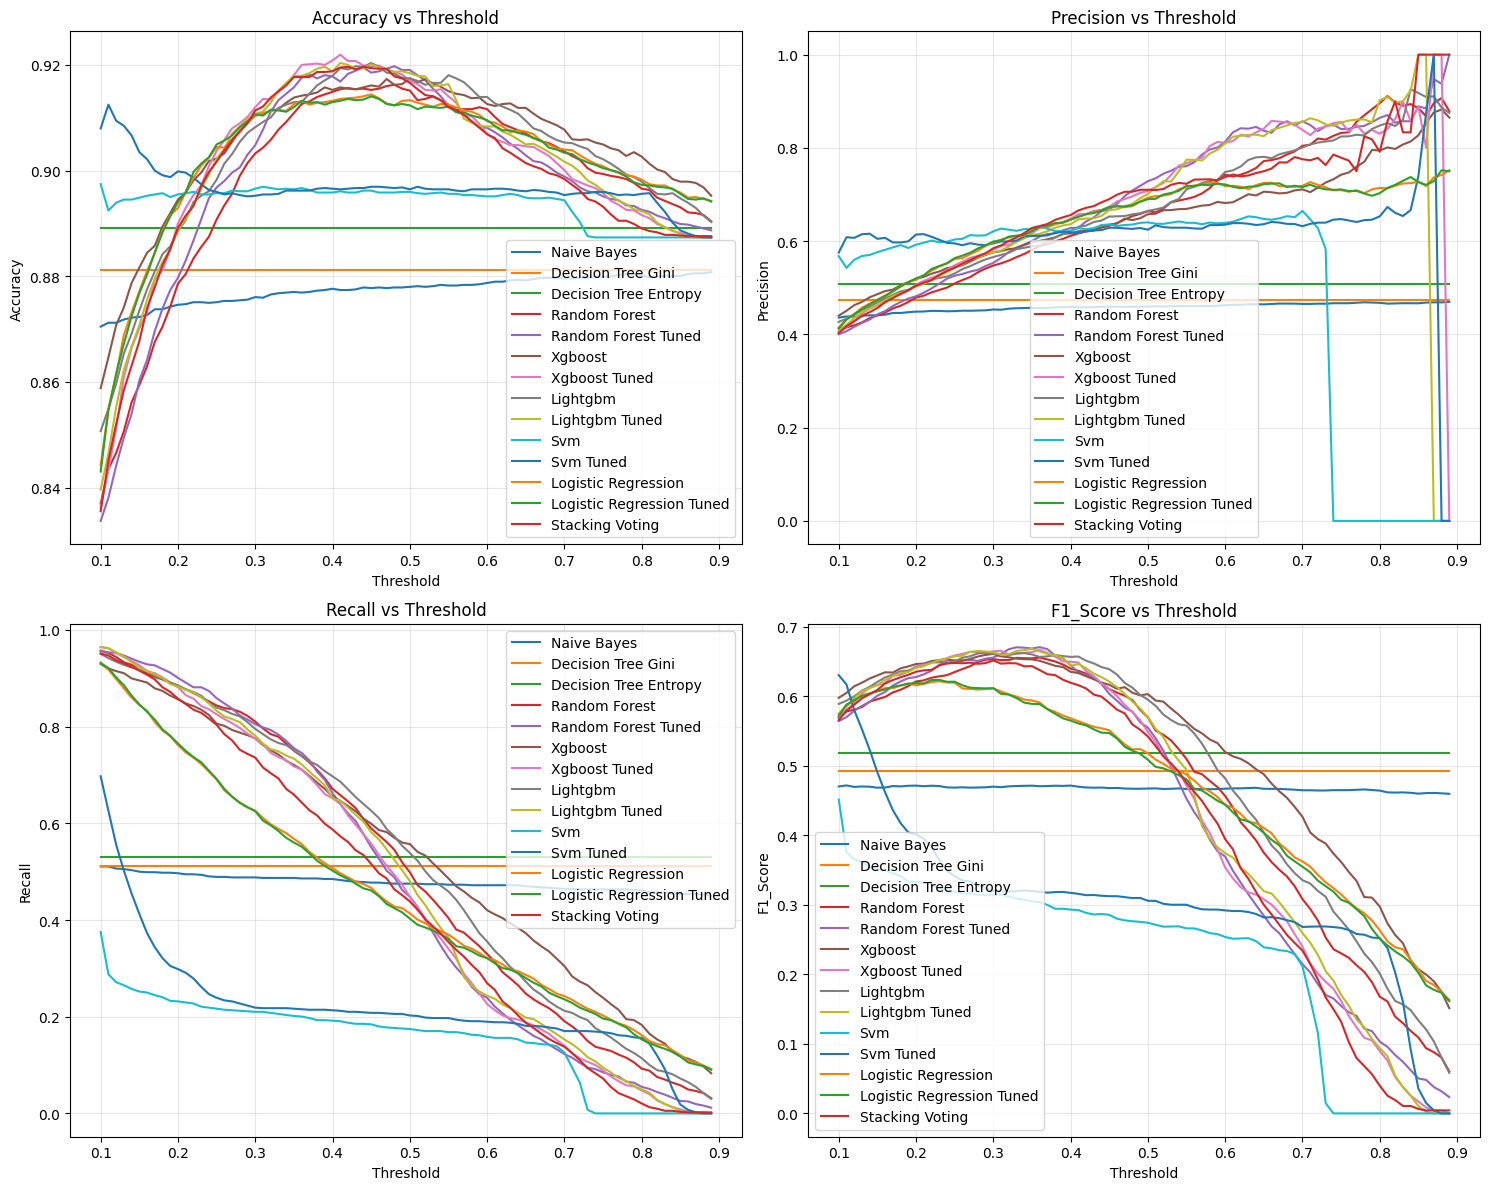 Accuracy vs Threshold
Accuracy
0.92
0.90
0.88
0.86
0.84
0.1 0.2 0.3 0.4 0.5 0.6 0.7 0.8 0.9
Threshold
Naive Bayes
Decision Tree Gini
Decision Tree Entropy
Random Forest
Random Forest Tuned
Xgboost
Xgboost Tuned
Lightgbm
Lightgbm Tuned
Svm
Svm Tuned
Logistic Regression
Logistic Regression Tuned
Stacking Voting
Precision vs Threshold
Precision
1.0
0.8
0.6
0.4
0.2
0.0
0.1 0.2 0.3 0.4 0.5 0.6 0.7 0.8 0.9
Threshold
Naive Bayes
Decision Tree Gini
Decision Tree Entropy
Random Forest
Random Forest Tuned
Xgboost
Xgboost Tuned
Lightgbm
Lightgbm Tuned
Svm
Svm Tuned
Logistic Regression
Logistic Regression Tuned
Stacking Voting
Recall vs Threshold
Recall
1.0
0.8
0.6
0.4
0.2
0.0
0.1 0.2 0.3 0.4 0.5 0.6 0.7 0.8 0.9
Threshold
Naive Bayes
Decision Tree Gini
Decision Tree Entropy
Random Forest
Random Forest Tuned
Xgboost
Xgboost Tuned
Lightgbm
Lightgbm Tuned
Svm
Svm Tuned
Logistic Regression
Logistic Regression Tuned
Stacking Voting
F1_Score vs Threshold
F1_Score
0.7
0.6
0.5
0.4
0.3
0.2
0.1
0.0
0.1 0.2 0.3 0.4 0.5 0.6 0.7 0.8 0.9
Threshold
Naive Bayes
Decision Tree Gini
Decision Tree Entropy
Random Forest
Random Forest Tuned
Xgboost
Xgboost Tuned
Lightgbm
Lightgbm Tuned
Svm
Svm Tuned
Logistic Regression
Logistic Regression Tuned
Stacking Voting